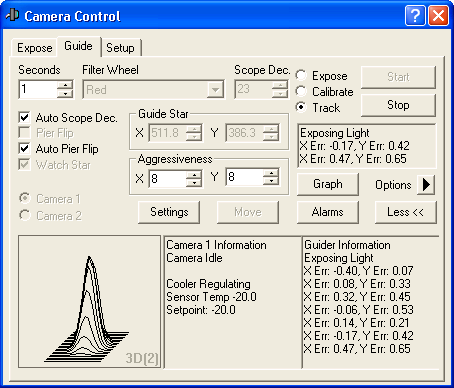 Camera Control
Expose Guide Setup
Seconds Filter Wheel Scope Dec.
1 Red 23
Expose
Calibrate
Track
Start
Stop
Auto Scope Dec.
Pier Flip
Auto Pier Flip
Watch Star
Guide Star
X 511.8 Y 386.3
Aggressiveness
X 8 Y 8
Exposing Light
X Err: -0.17, Y Err: 0.42
X Err: 0.47, Y Err: 0.65
Graph Options
Camera 1
Camera 2
Settings Move Alarms Less <<
3D(2)
Camera 1 Information
Camera Idle
Cooler Regulating
Sensor Temp -20.0
Setpoint: -20.0
Guider Information
Exposing Light
X Err: -0.40, Y Err: 0.07
X Err: 0.08, Y Err: 0.33
X Err: 0.32, Y Err: 0.45
X Err: -0.06, Y Err: 0.53
X Err: 0.14, Y Err: 0.21
X Err: -0.17, Y Err: 0.42
X Err: 0.47, Y Err: 0.65